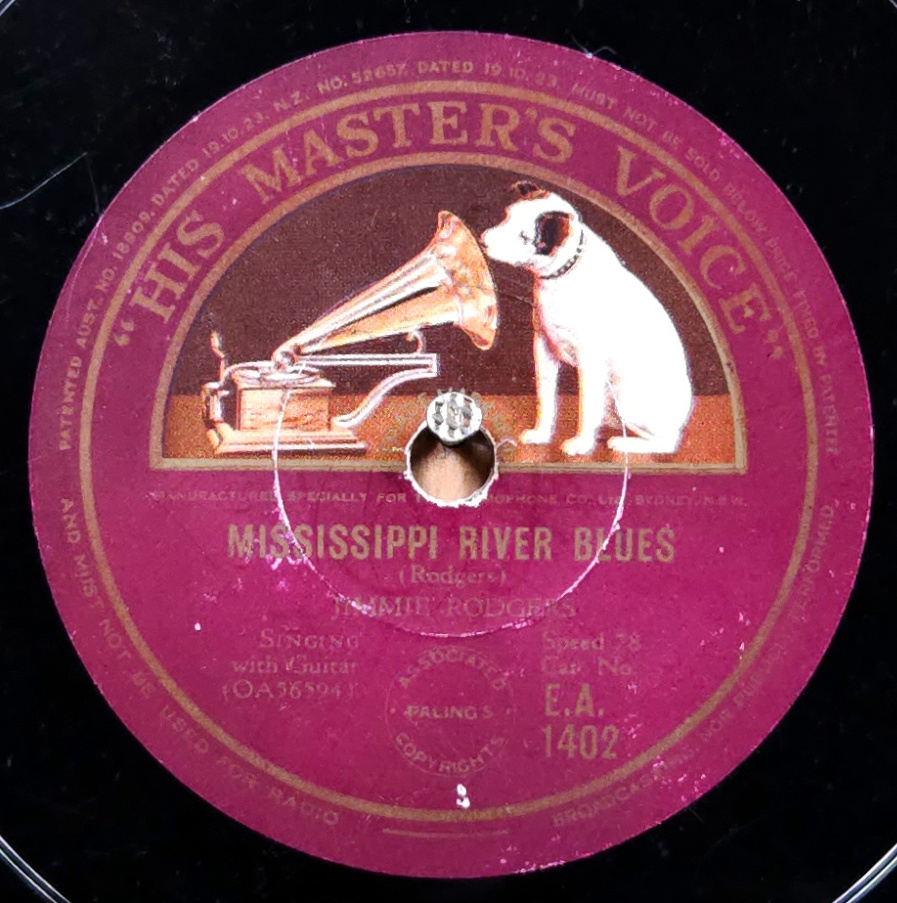 PATENTED AUST. NO. 18909. DATED 19.10.23. N.Z. NO. 52657. DATED 19.10.23. MUST NOT BE SOLD BELOW PRICE FIXED BY PATENTEE
"HIS MASTER'S VOICE"
MANUFACTURED SPECIALLY FOR GRAMOPHONE CO. LTD. SYDNEY. N.S.W.
MISSISSIPPI RIVER BLUES
(Rodgers)
JIMMIE RODGERS
SINGING
with Guitar
(OA56594)
Speed 78
Cat. No.
E.A.
1402
ASSOCIATED
PALING'S
COPYRIGHTS
AND MUST NOT BE USED FOR RADIO
BROADCASTING NOR PUBLICLY PERFORMED